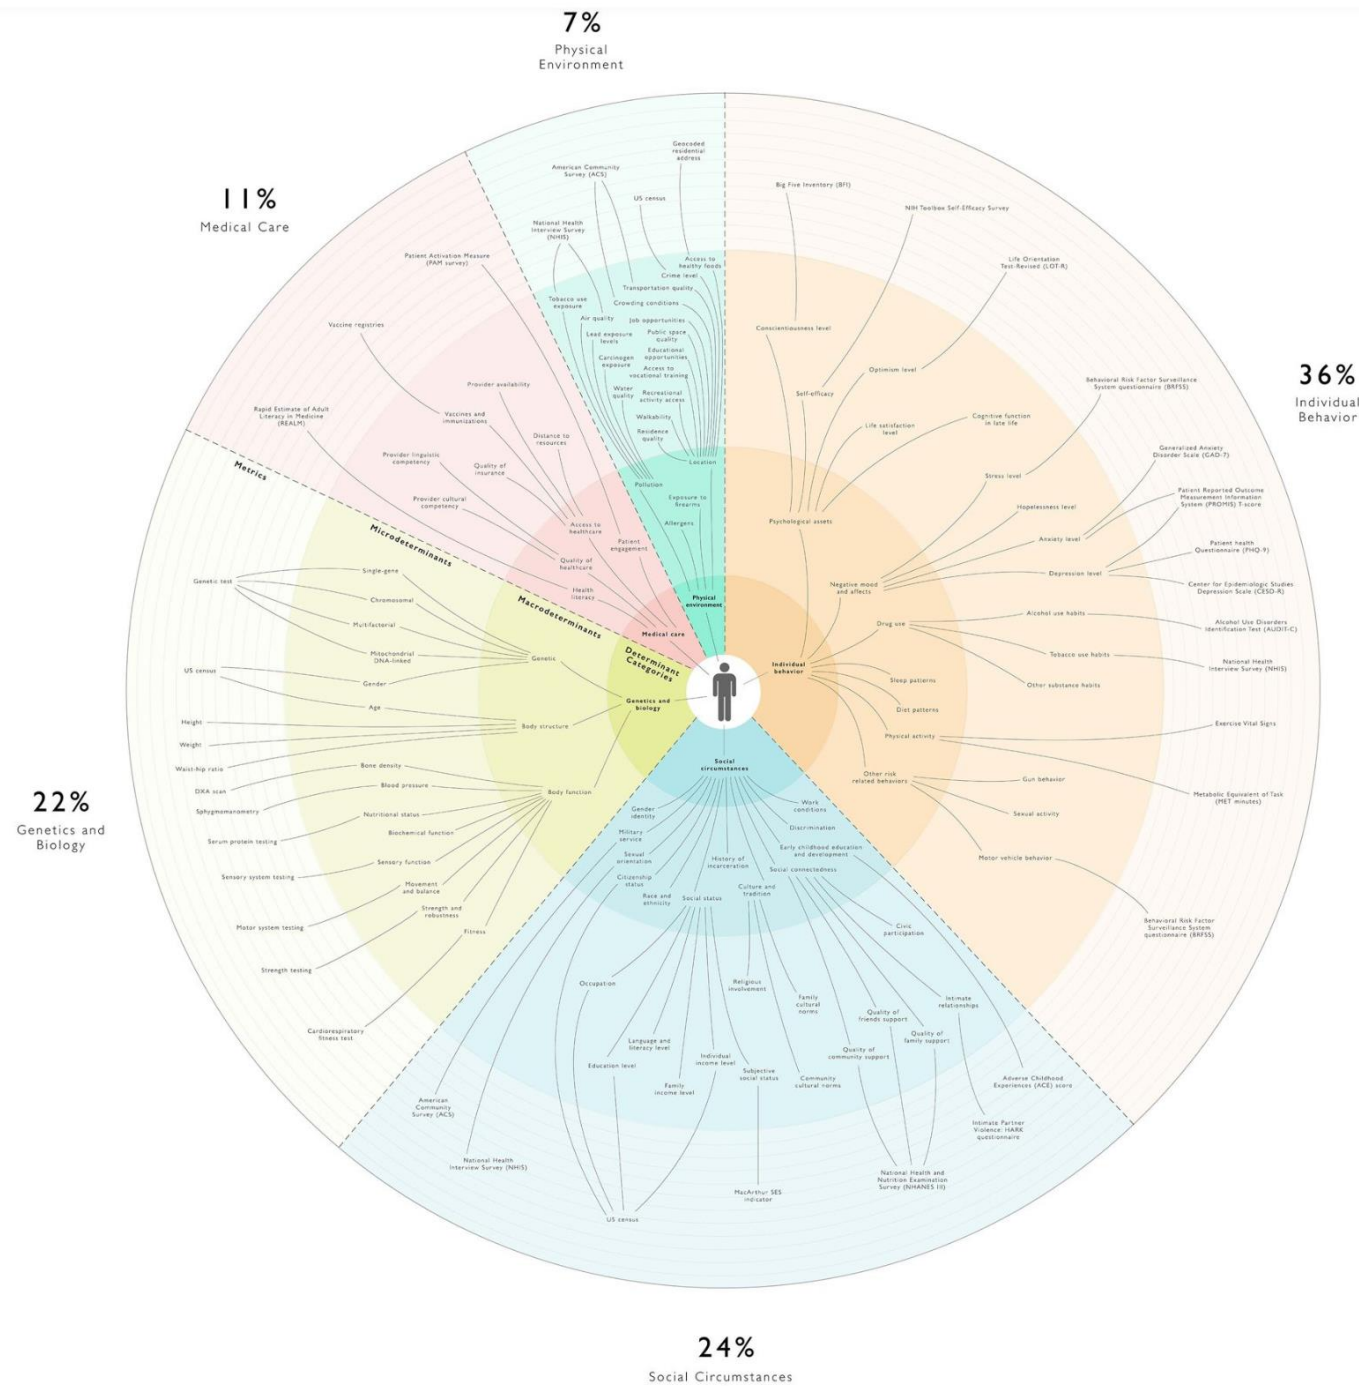 7%
Physical
Environment
11%
Medical Care
36%
Individual
Behavior
22%
Genetics and
Biology
24%
Social Circumstances
Metrics
Microdeterminants
Macrodeterminants
Determinant
Categories
Physical
environment
Geocoded
residential
address
American Community
Survey (ACS)
US census
National Health
Interview Survey
(NHIS)
Access to
healthy foods
Crime level
Transportation quality
Tobacco use
exposure
Crowding conditions
Air quality
Job opportunities
Lead exposure
levels
Public space
quality
Carcinogen
exposure
Educational
opportunities
Access to
vocational training
Water
quality
Recreational
activity access
Walkability
Residence
quality
Location
Pollution
Exposure to
firearms
Allergens
Medical care
Patient Activation Measure
(PAM survey)
Vaccine registries
Rapid Estimate of Adult
Literacy in Medicine
(REALM)
Provider availability
Vaccines and
immunizations
Distance to
resources
Provider linguistic
competency
Quality of
insurance
Provider cultural
competency
Access to
healthcare
Patient
engagement
Quality of
healthcare
Health
literacy
Individual
behavior
Big Five Inventory (BFI)
NIH Toolbox Self-Efficacy Survey
Life Orientation
Test-Revised (LOT-R)
Conscientiousness level
Optimism level
Self-efficacy
Behavioral Risk Factor Surveillance
System questionnaire (BRFSS)
Life satisfaction
level
Cognitive function
in late life
Generalized Anxiety
Disorder Scale (GAD-7)
Stress level
Patient Reported Outcome
Measurement Information
System (PROMIS) T-score
Hopelessness level
Psychological assets
Anxiety level
Patient health
Questionnaire (PHQ-9)
Depression level
Center for Epidemiologic Studies
Depression Scale (CESD-R)
Negative mood
and affects
Alcohol use habits
Drug use
Alcohol Use Disorders
Identification Test (AUDIT-C)
Tobacco use habits
National Health
Interview Survey (NHIS)
Sleep patterns
Other substance habits
Diet patterns
Physical activity
Exercise Vital Signs
Other risk
related behaviors
Gun behavior
Metabolic Equivalent of Task
(MET minutes)
Sexual activity
Motor vehicle behavior
Behavioral Risk Factor
Surveillance System
questionnaire (BRFSS)
Genetics and
biology
Genetic test
Single-gene
Chromosomal
Multifactorial
Mitochondrial
DNA-linked
Genetic
US census
Gender
Age
Height
Body structure
Weight
Waist-hip ratio
Bone density
DXA scan
Blood pressure
Body function
Sphygmomanometry
Nutritional status
Biochemical function
Serum protein testing
Sensory function
Sensory system testing
Movement
and balance
Strength and
robustness
Motor system testing
Fitness
Strength testing
Cardiorespiratory
fitness test
Social
circumstances
Gender
identity
Work
conditions
Military
service
Discrimination
Sexual
orientation
Early childhood education
and development
History of
incarceration
Social connectedness
Citizenship
status
Race and
ethnicity
Social status
Culture and
tradition
Civic
participation
Occupation
Religious
involvement
Family
cultural
norms
Intimate
relationships
Quality of
friends support
Quality of
family support
Language and
literacy level
Quality of
community support
Education level
Individual
income level
Subjective
social status
Family
income level
Community
cultural norms
Adverse Childhood
Experiences (ACE) score
American
Community
Survey (ACS)
Intimate Partner
Violence: HARK
questionnaire
National Health
Interview Survey (NHIS)
National Health and
Nutrition Examination
Survey (NHANES III)
MacArthur SES
indicator
US census